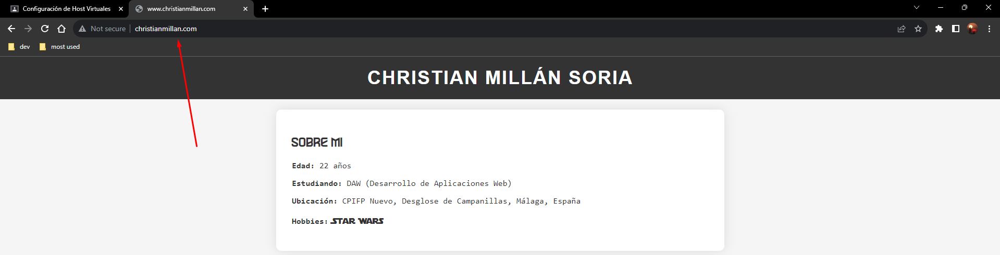 Configuración de Host Virtuales
www.christianmillan.com
Not secure christianmillan.com
dev
most used
CHRISTIAN MILLÁN SORIA
SOBRE MI
Edad: 22 años
Estudiando: DAW (Desarrollo de Aplicaciones Web)
Ubicación: CPIFP Nuevo, Desglose de Campanillas, Málaga, España
Hobbies: STAR WARS